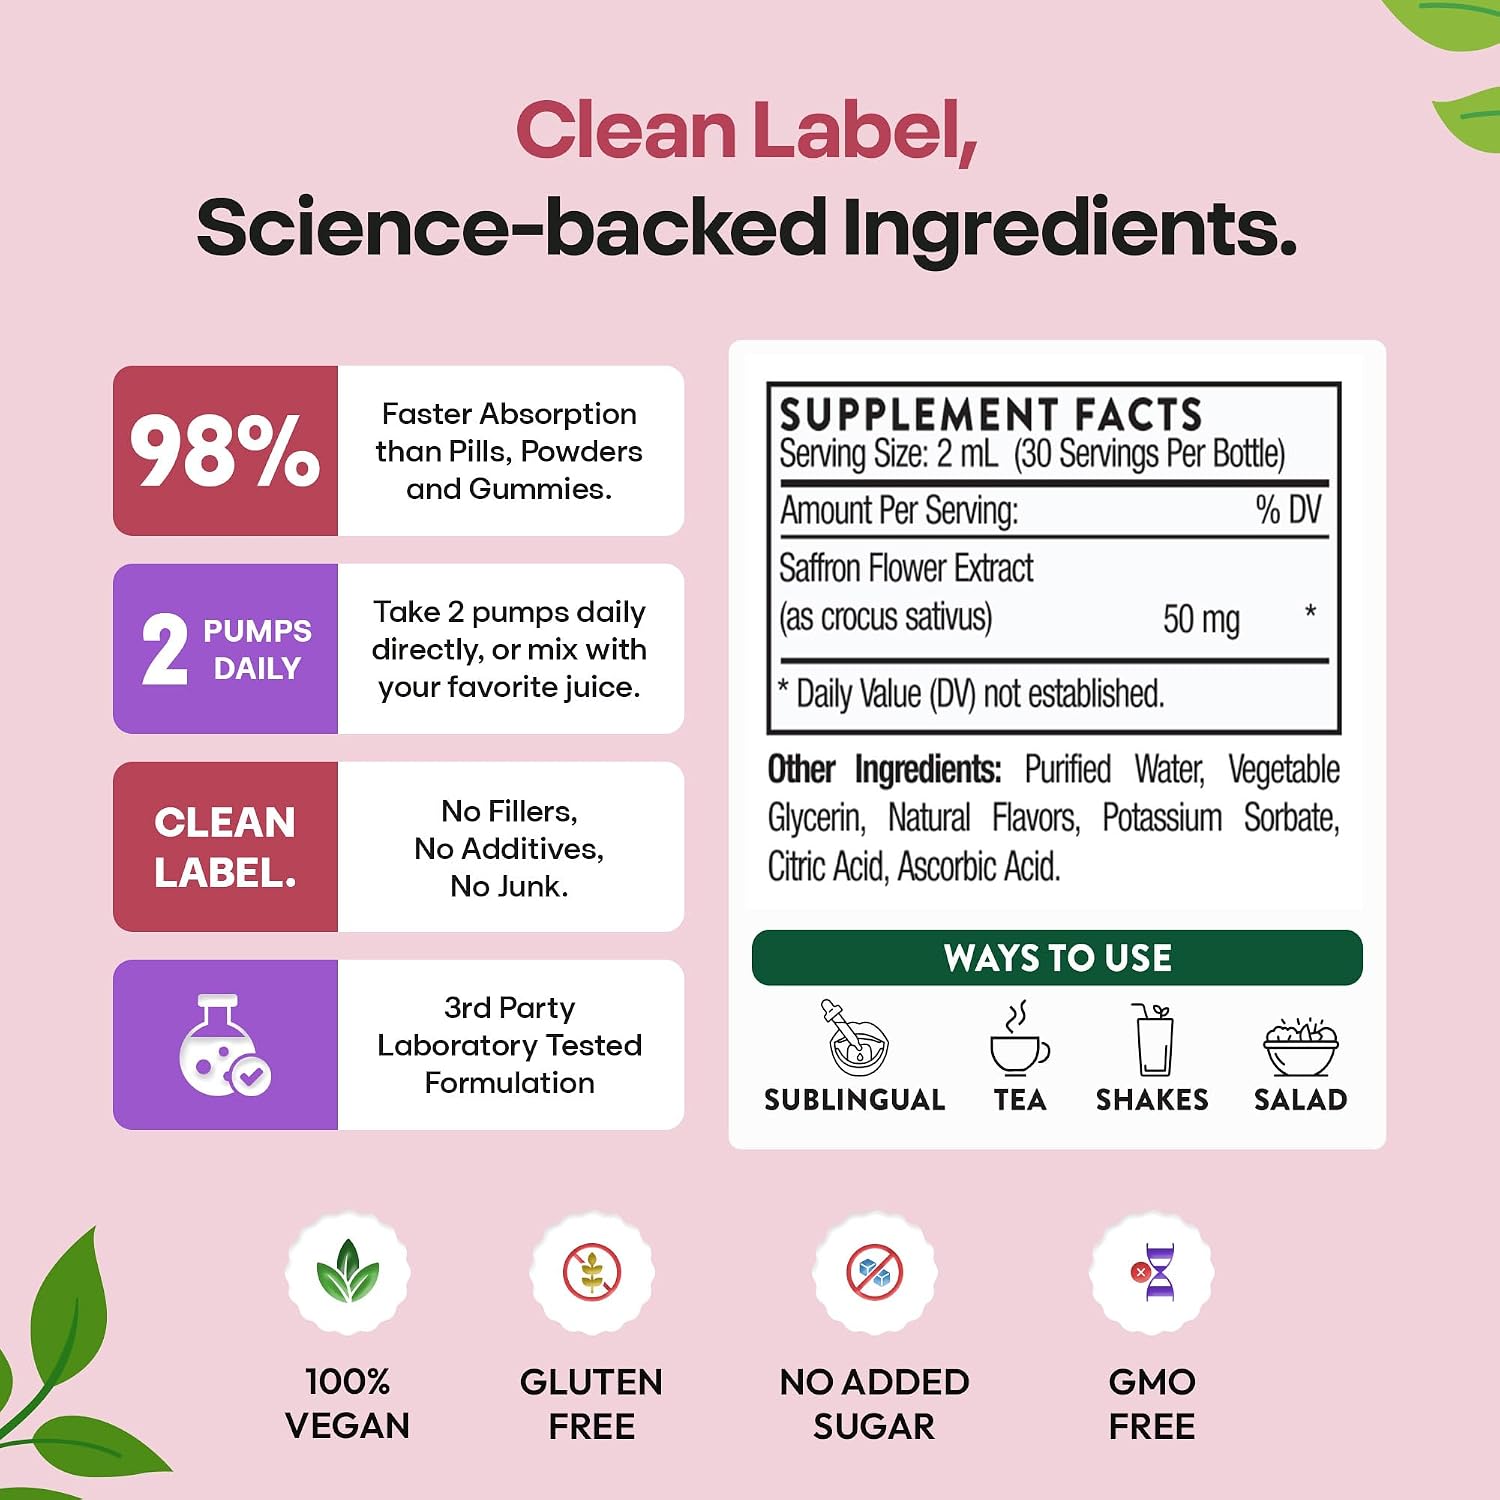 Clean Label,
Science-backed Ingredients.
98%
Faster Absorption
than Pills, Powders
and Gummies.
2 PUMPS
DAILY
Take 2 pumps daily
directly, or mix with
your favorite juice.
CLEAN
LABEL.
No Fillers,
No Additives,
No Junk.
3rd Party
Laboratory Tested
Formulation
SUPPLEMENT FACTS
Serving Size: 2 mL (30 Servings Per Bottle)
Amount Per Serving: % DV
Saffron Flower Extract
(as crocus sativus) 50 mg *
* Daily Value (DV) not established.
Other Ingredients: Purified Water, Vegetable
Glycerin, Natural Flavors, Potassium Sorbate,
Citric Acid, Ascorbic Acid.
WAYS TO USE
SUBLINGUAL TEA SHAKES SALAD
100%
VEGAN
GLUTEN
FREE
NO ADDED
SUGAR
GMO
FREE